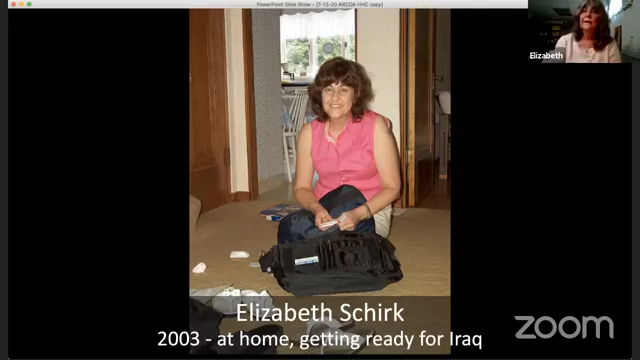 PowerPoint Slide Show - [7-15-20 ARCOA HHC copy]
Elizabeth
Elizabeth Schirk
2003 - at home, getting ready for Iraq
zoom